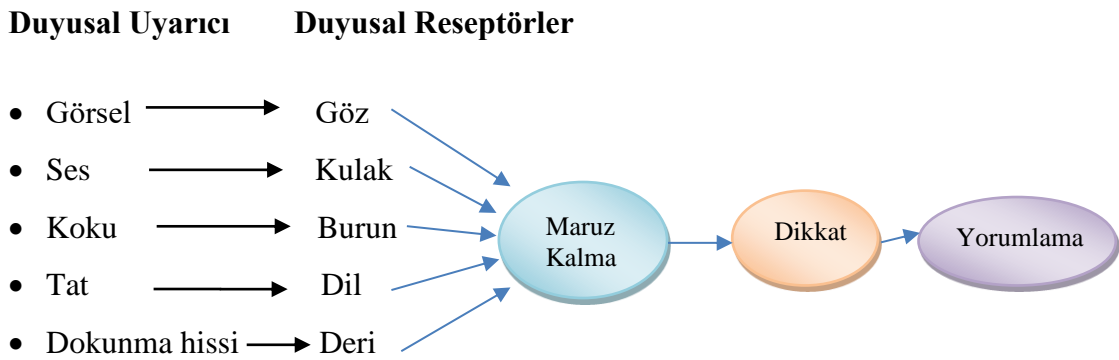 Duyusal Uyarıcı Duyusal Reseptörler
• Görsel Göz
• Ses Kulak
• Koku Burun
• Tat Dil
• Dokunma hissi Deri
Maruz
Kalma
Dikkat
Yorumlama